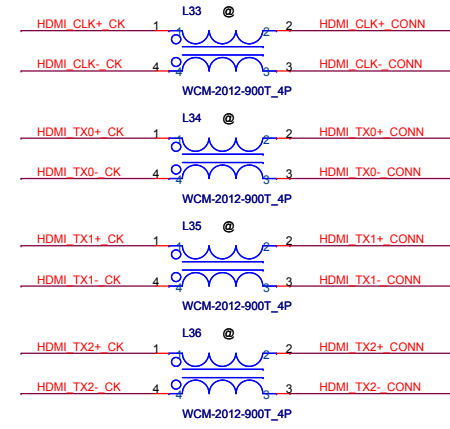 L33 @
HDMI_CLK+_CK 1 1 2 2 HDMI_CLK+_CONN
HDMI_CLK-_CK 4 4 3 3 HDMI_CLK-_CONN
WCM-2012-900T_4P
L34 @
HDMI_TX0+_CK 1 1 2 2 HDMI_TX0+_CONN
HDMI_TX0-_CK 4 4 3 3 HDMI_TX0-_CONN
WCM-2012-900T_4P
L35 @
HDMI_TX1+_CK 1 1 2 2 HDMI_TX1+_CONN
HDMI_TX1-_CK 4 4 3 3 HDMI_TX1-_CONN
WCM-2012-900T_4P
L36 @
HDMI_TX2+_CK 1 1 2 2 HDMI_TX2+_CONN
HDMI_TX2-_CK 4 4 3 3 HDMI_TX2-_CONN
WCM-2012-900T_4P